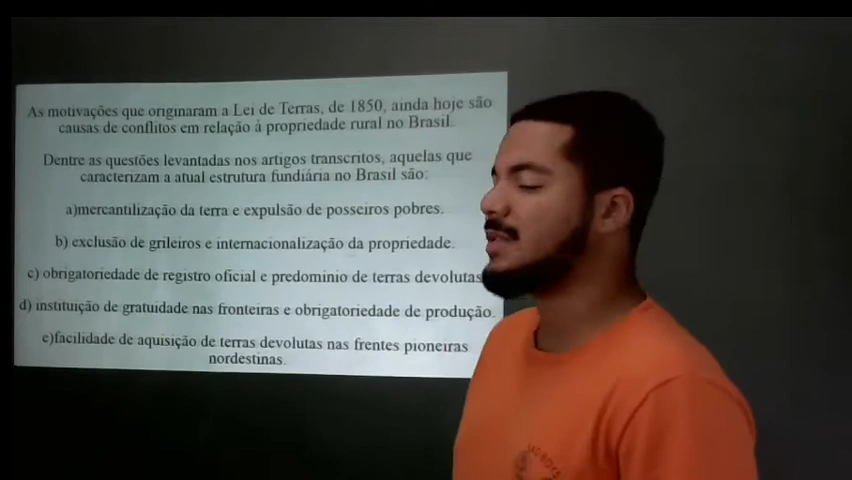 As motivações que originaram a Lei de Terras, de 1850, ainda hoje são
causas de conflitos em relação à propriedade rural no Brasil.
Dentre as questões levantadas nos artigos transcritos, aquelas que
caracterizam a atual estrutura fundiária no Brasil são:
a)mercantilização da terra e expulsão de posseiros pobres.
b) exclusão de grileiros e internacionalização da propriedade.
c) obrigatoriedade de registro oficial e predomínio de terras devolutas
d) instituição de gratuidade nas fronteiras e obrigatoriedade de produção.
e)facilidade de aquisição de terras devolutas nas frentes pioneiras
nordestinas.